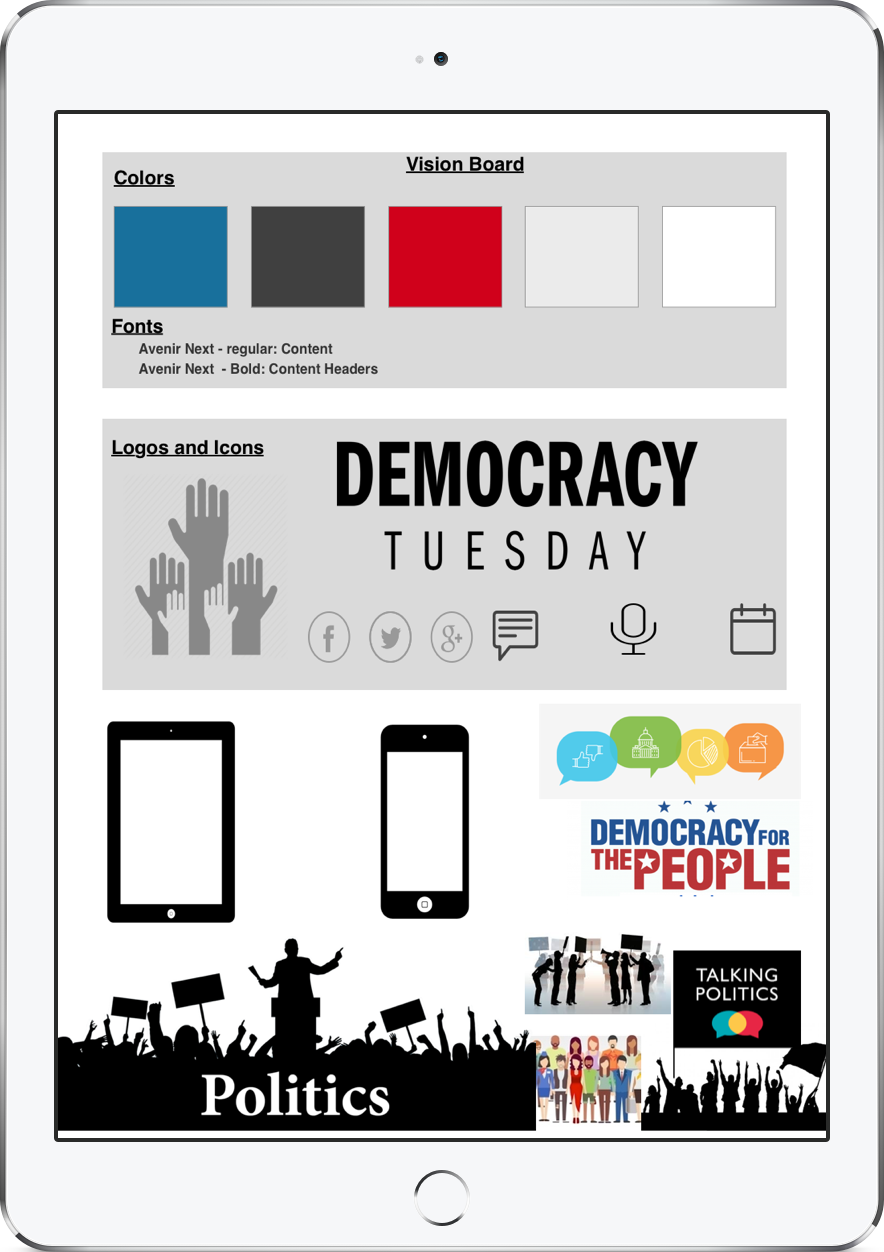 Vision Board
Colors
Fonts
Avenir Next - regular: Content
Avenir Next  - Bold: Content Headers
Logos and Icons
DEMOCRACY
TUESDAY
f
g+
DEMOCRACY FOR
THE PEOPLE
TALKING
POLITICS
Politics